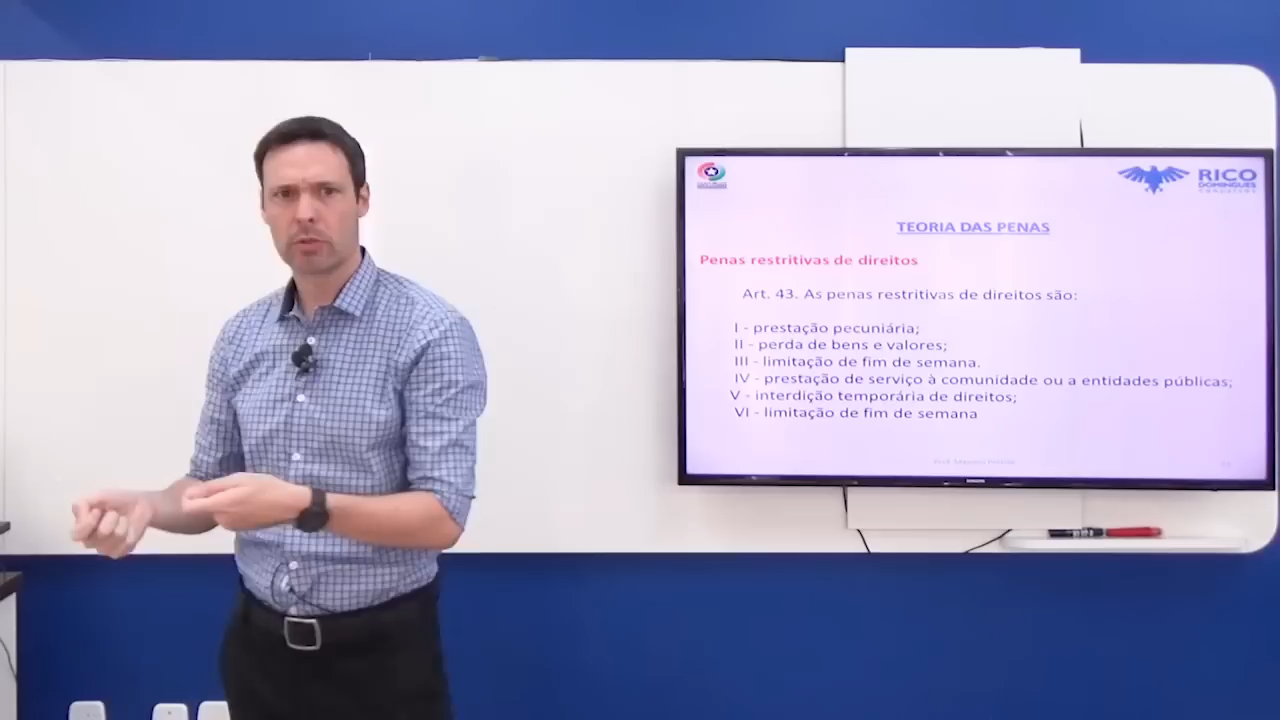 RICO
DOMINGUES
TEORIA DAS PENAS
Penas restritivas de direitos
Art. 43. As penas restritivas de direitos são:
I - prestação pecuniária;
II - perda de bens e valores;
III - limitação de fim de semana.
IV - prestação de serviço à comunidade ou a entidades públicas;
V - interdição temporária de direitos;
VI - limitação de fim de semana